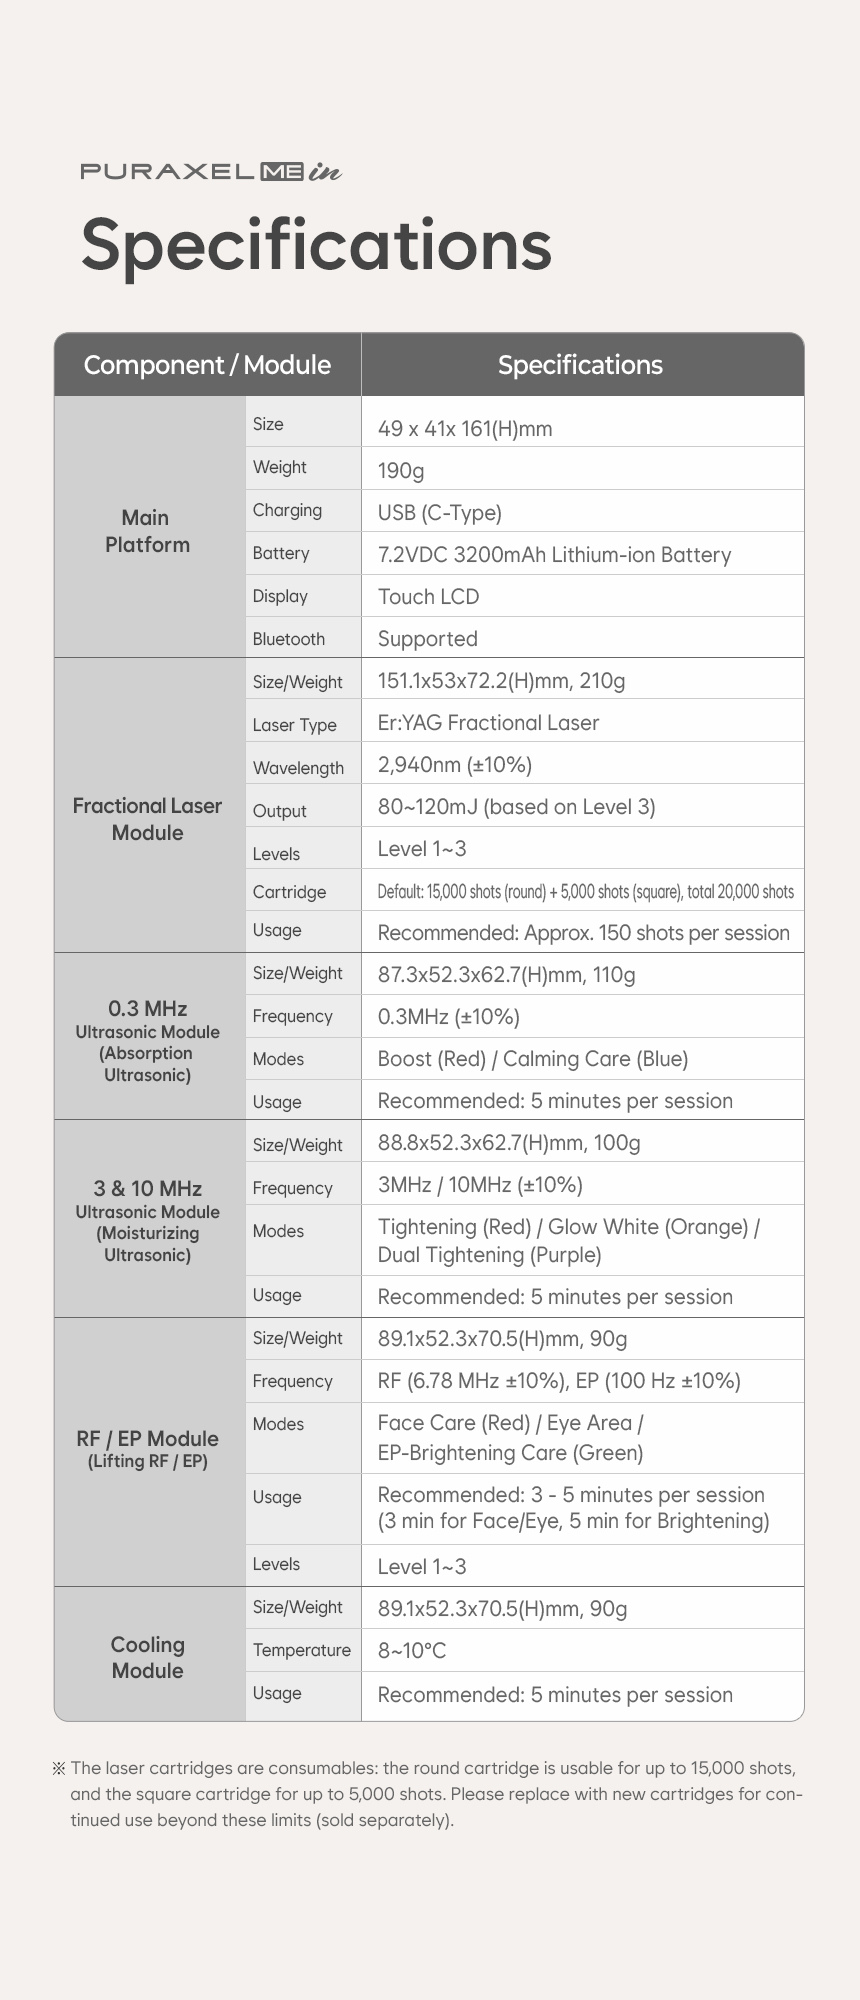 PURAXEL ME in
Specifications
Component / Module Specifications
Main
Platform
Size 49 x 41x 161(H)mm
Weight 190g
Charging USB (C-Type)
Battery 7.2VDC 3200mAh Lithium-ion Battery
Display Touch LCD
Bluetooth Supported
Fractional Laser
Module
Size/Weight 151.1x53x72.2(H)mm, 210g
Laser Type Er:YAG Fractional Laser
Wavelength 2,940nm (±10%)
Output 80~120mJ (based on Level 3)
Levels Level 1~3
Cartridge Default: 15,000 shots (round) + 5,000 shots (square), total 20,000 shots
Usage Recommended: Approx. 150 shots per session
0.3 MHz
Ultrasonic Module
(Absorption
Ultrasonic)
Size/Weight 87.3x52.3x62.7(H)mm, 110g
Frequency 0.3MHz (±10%)
Modes Boost (Red) / Calming Care (Blue)
Usage Recommended: 5 minutes per session
3 & 10 MHz
Ultrasonic Module
(Moisturizing
Ultrasonic)
Size/Weight 88.8x52.3x62.7(H)mm, 100g
Frequency 3MHz / 10MHz (±10%)
Modes Tightening (Red) / Glow White (Orange) /
Dual Tightening (Purple)
Usage Recommended: 5 minutes per session
RF / EP Module
(Lifting RF / EP)
Size/Weight 89.1x52.3x70.5(H)mm, 90g
Frequency RF (6.78 MHz ±10%), EP (100 Hz ±10%)
Modes Face Care (Red) / Eye Area /
EP-Brightening Care (Green)
Usage Recommended: 3 - 5 minutes per session
(3 min for Face/Eye, 5 min for Brightening)
Levels Level 1~3
Cooling
Module
Size/Weight 89.1x52.3x70.5(H)mm, 90g
Temperature 8~10°C
Usage Recommended: 5 minutes per session
※ The laser cartridges are consumables: the round cartridge is usable for up to 15,000 shots,
and the square cartridge for up to 5,000 shots. Please replace with new cartridges for con-
tinued use beyond these limits (sold separately).